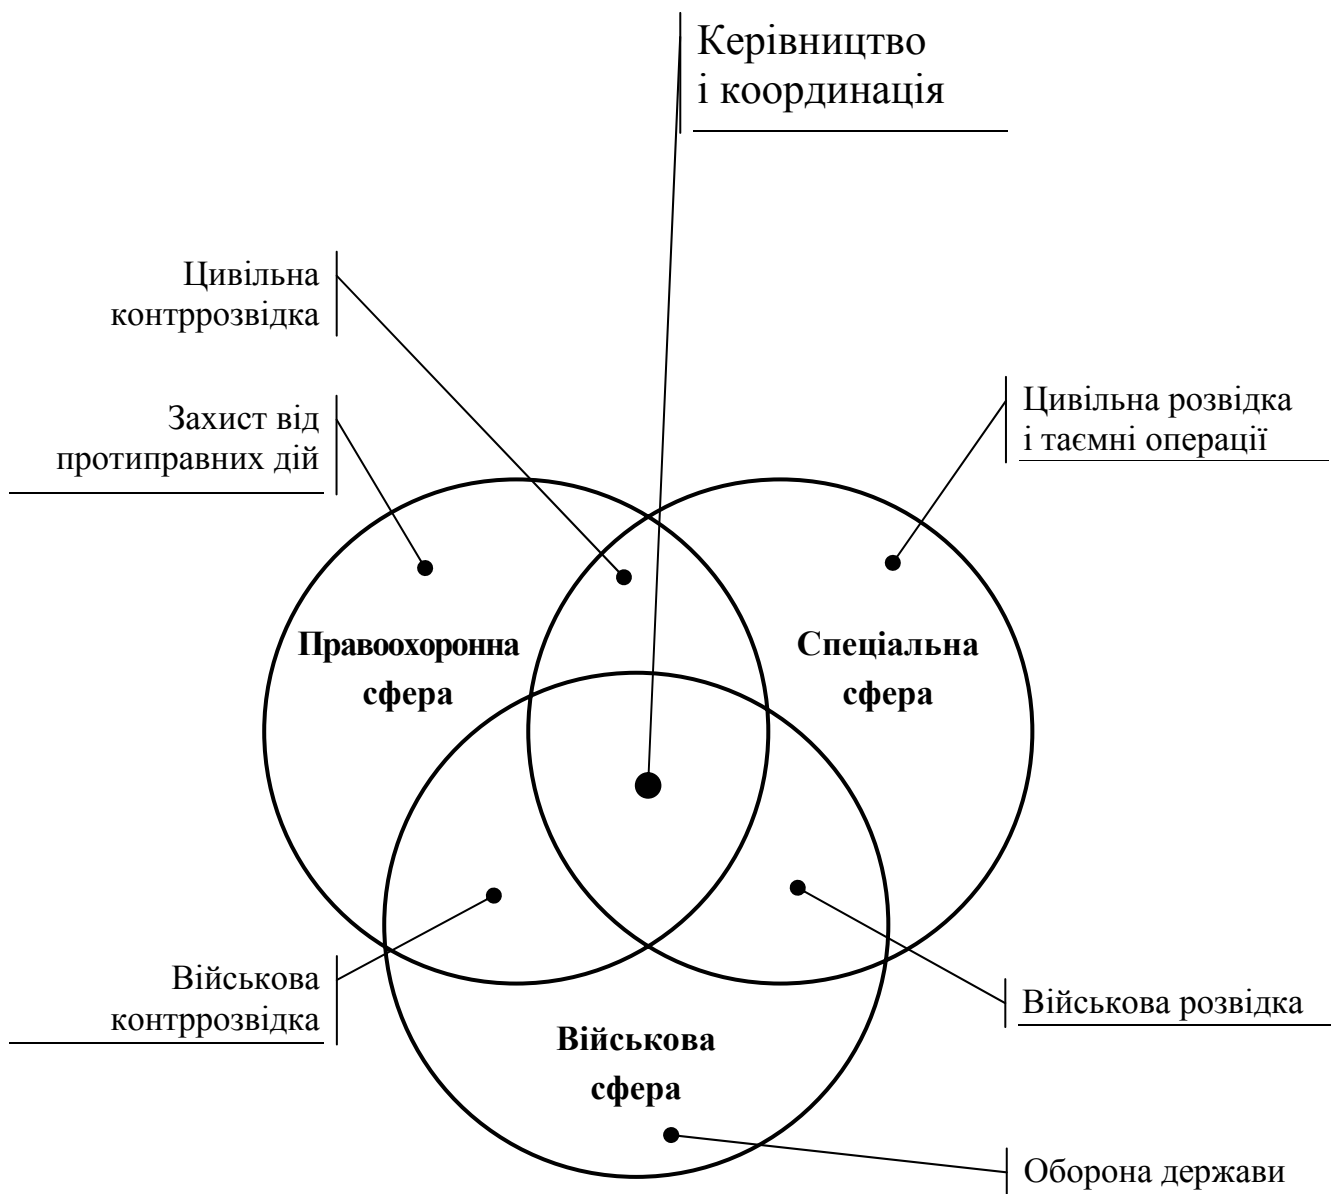 Керівництво
і координація
Цивільна
контррозвідка
Захист від
протиправних дій
Цивільна розвідка
і таємні операції
Правоохоронна
сфера
Спеціальна
сфера
Військова
контррозвідка
Військова розвідка
Військова
сфера
Оборона держави